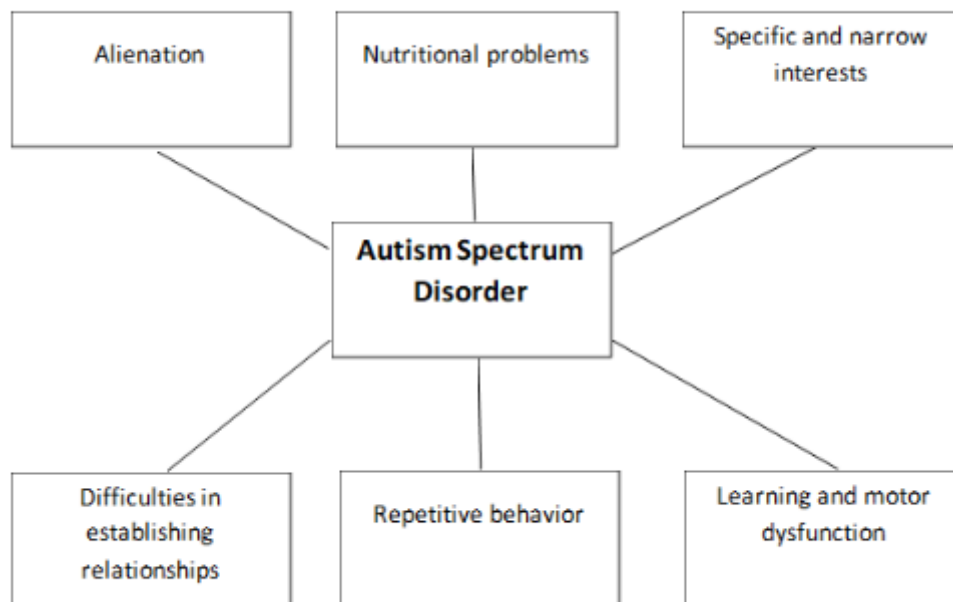 Alienation
Nutritional problems
Specific and narrow
interests
Autism Spectrum
Disorder
Difficulties in
establishing
relationships
Repetitive behavior
Learning and motor
dysfunction